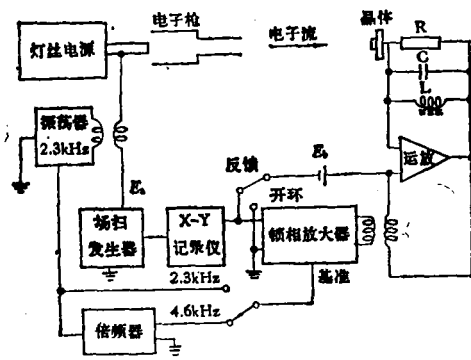 电子枪
电子流
晶体
灯丝电源
R
C
L
振荡器
2.3kHz
运放
反馈
开环
场扫
发生器
X-Y
记录仪
锁相放大器
基准
2.3kHz
4.6kHz
倍频器